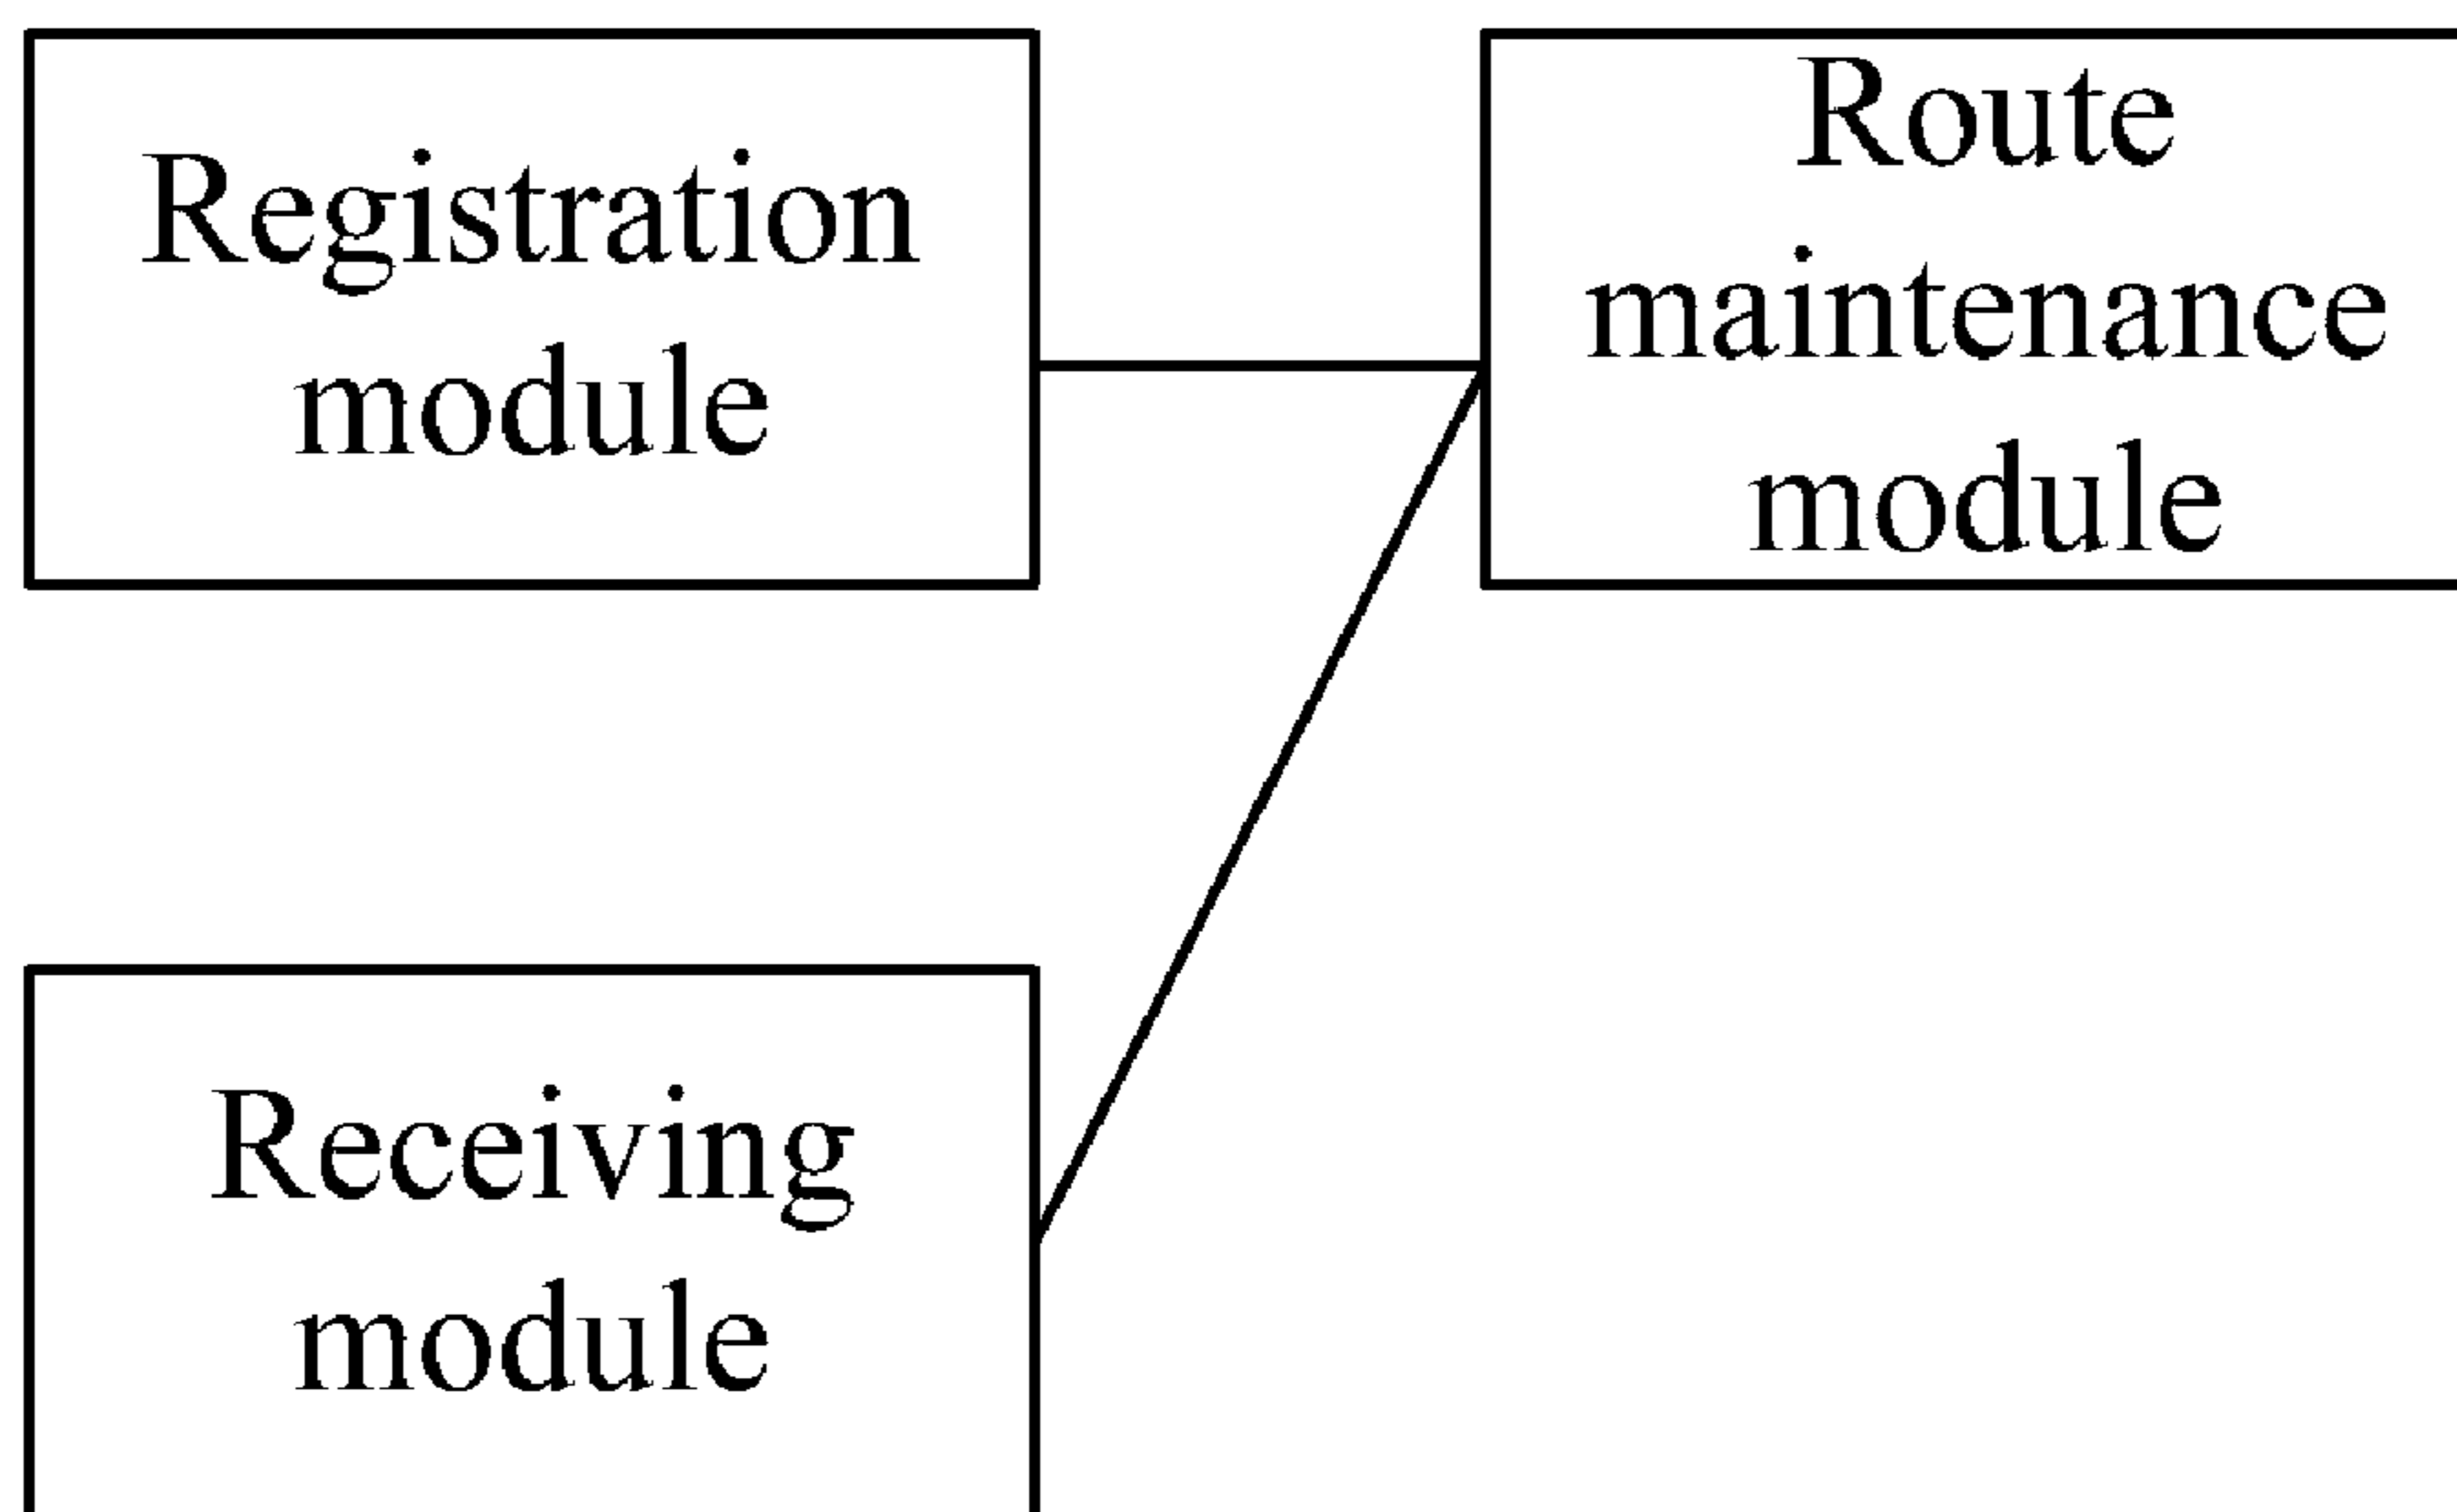 Registration
module
Route
maintenance
module
Receiving
module